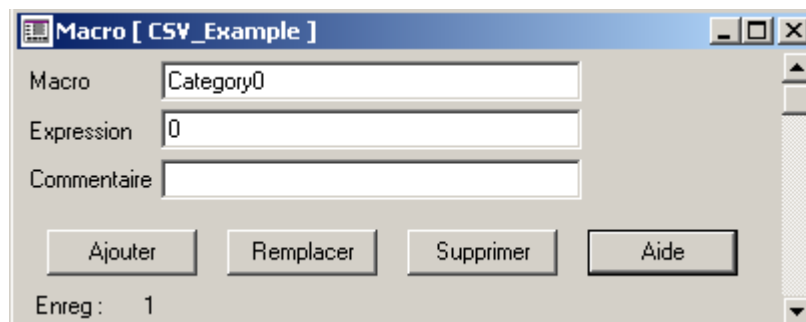 Macro [ CSV_Example ]
Macro Category0
Expression 0
Commentaire
Ajouter Remplacer Supprimer Aide
Enreg : 1